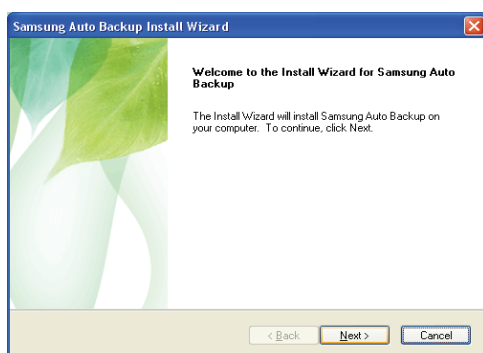 Samsung Auto Backup Install Wizard
Welcome to the Install Wizard for Samsung Auto
Backup
The Install Wizard will install Samsung Auto Backup on
your computer. To continue, click Next.
< Back Next > Cancel